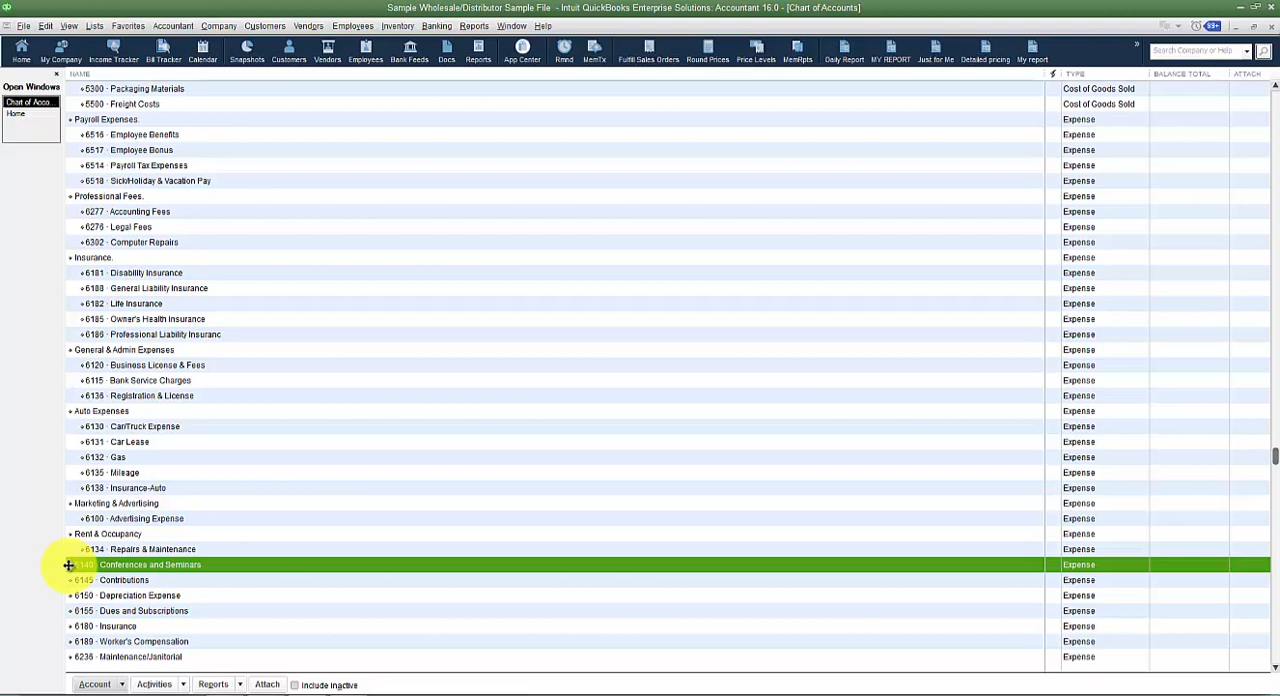 Sample Wholesale/Distributor Sample File - Intuit QuickBooks Enterprise Solutions: Accountant 16.0 - [Chart of Accounts]
File Edit View Lists Favorites Accountant Company Customers Vendors Employees Inventory Banking Reports Window Help 99+
Home My Company Income Tracker Bill Tracker Calendar Snapshots Customers Vendors Employees Bank Feeds Docs Reports App Center Rmnd MemTx Fulfill Sales Orders Round Prices Price Levels MemRpts Daily Report MY REPORT Just for Me Detailed pricing My report Search Company or Help
Open Windows
Chart of Acco...
Home
NAME TYPE BALANCE TOTAL ATTACH
5300 · Packaging Materials Cost of Goods Sold
5500 · Freight Costs Cost of Goods Sold
Payroll Expenses. Expense
6516 · Employee Benefits Expense
6517 · Employee Bonus Expense
6514 · Payroll Tax Expenses Expense
6518 · Sick/Holiday & Vacation Pay Expense
Professional Fees. Expense
6277 · Accounting Fees Expense
6276 · Legal Fees Expense
6302 · Computer Repairs Expense
Insurance. Expense
6181 · Disability Insurance Expense
6188 · General Liability Insurance Expense
6182 · Life Insurance Expense
6185 · Owner's Health Insurance Expense
6186 · Professional Liability Insuranc Expense
General & Admin Expenses Expense
6120 · Business License & Fees Expense
6115 · Bank Service Charges Expense
6136 · Registration & License Expense
Auto Expenses Expense
6130 · Car/Truck Expense Expense
6131 · Car Lease Expense
6132 · Gas Expense
6135 · Mileage Expense
6138 · Insurance-Auto Expense
Marketing & Advertising Expense
6100 · Advertising Expense Expense
Rent & Occupancy Expense
6134 · Repairs & Maintenance Expense
6140 · Conferences and Seminars Expense
6145 · Contributions Expense
6150 · Depreciation Expense Expense
6155 · Dues and Subscriptions Expense
6180 · Insurance Expense
6189 · Worker's Compensation Expense
6236 · Maintenance/Janitorial Expense
Account Activities Reports Attach Include inactive